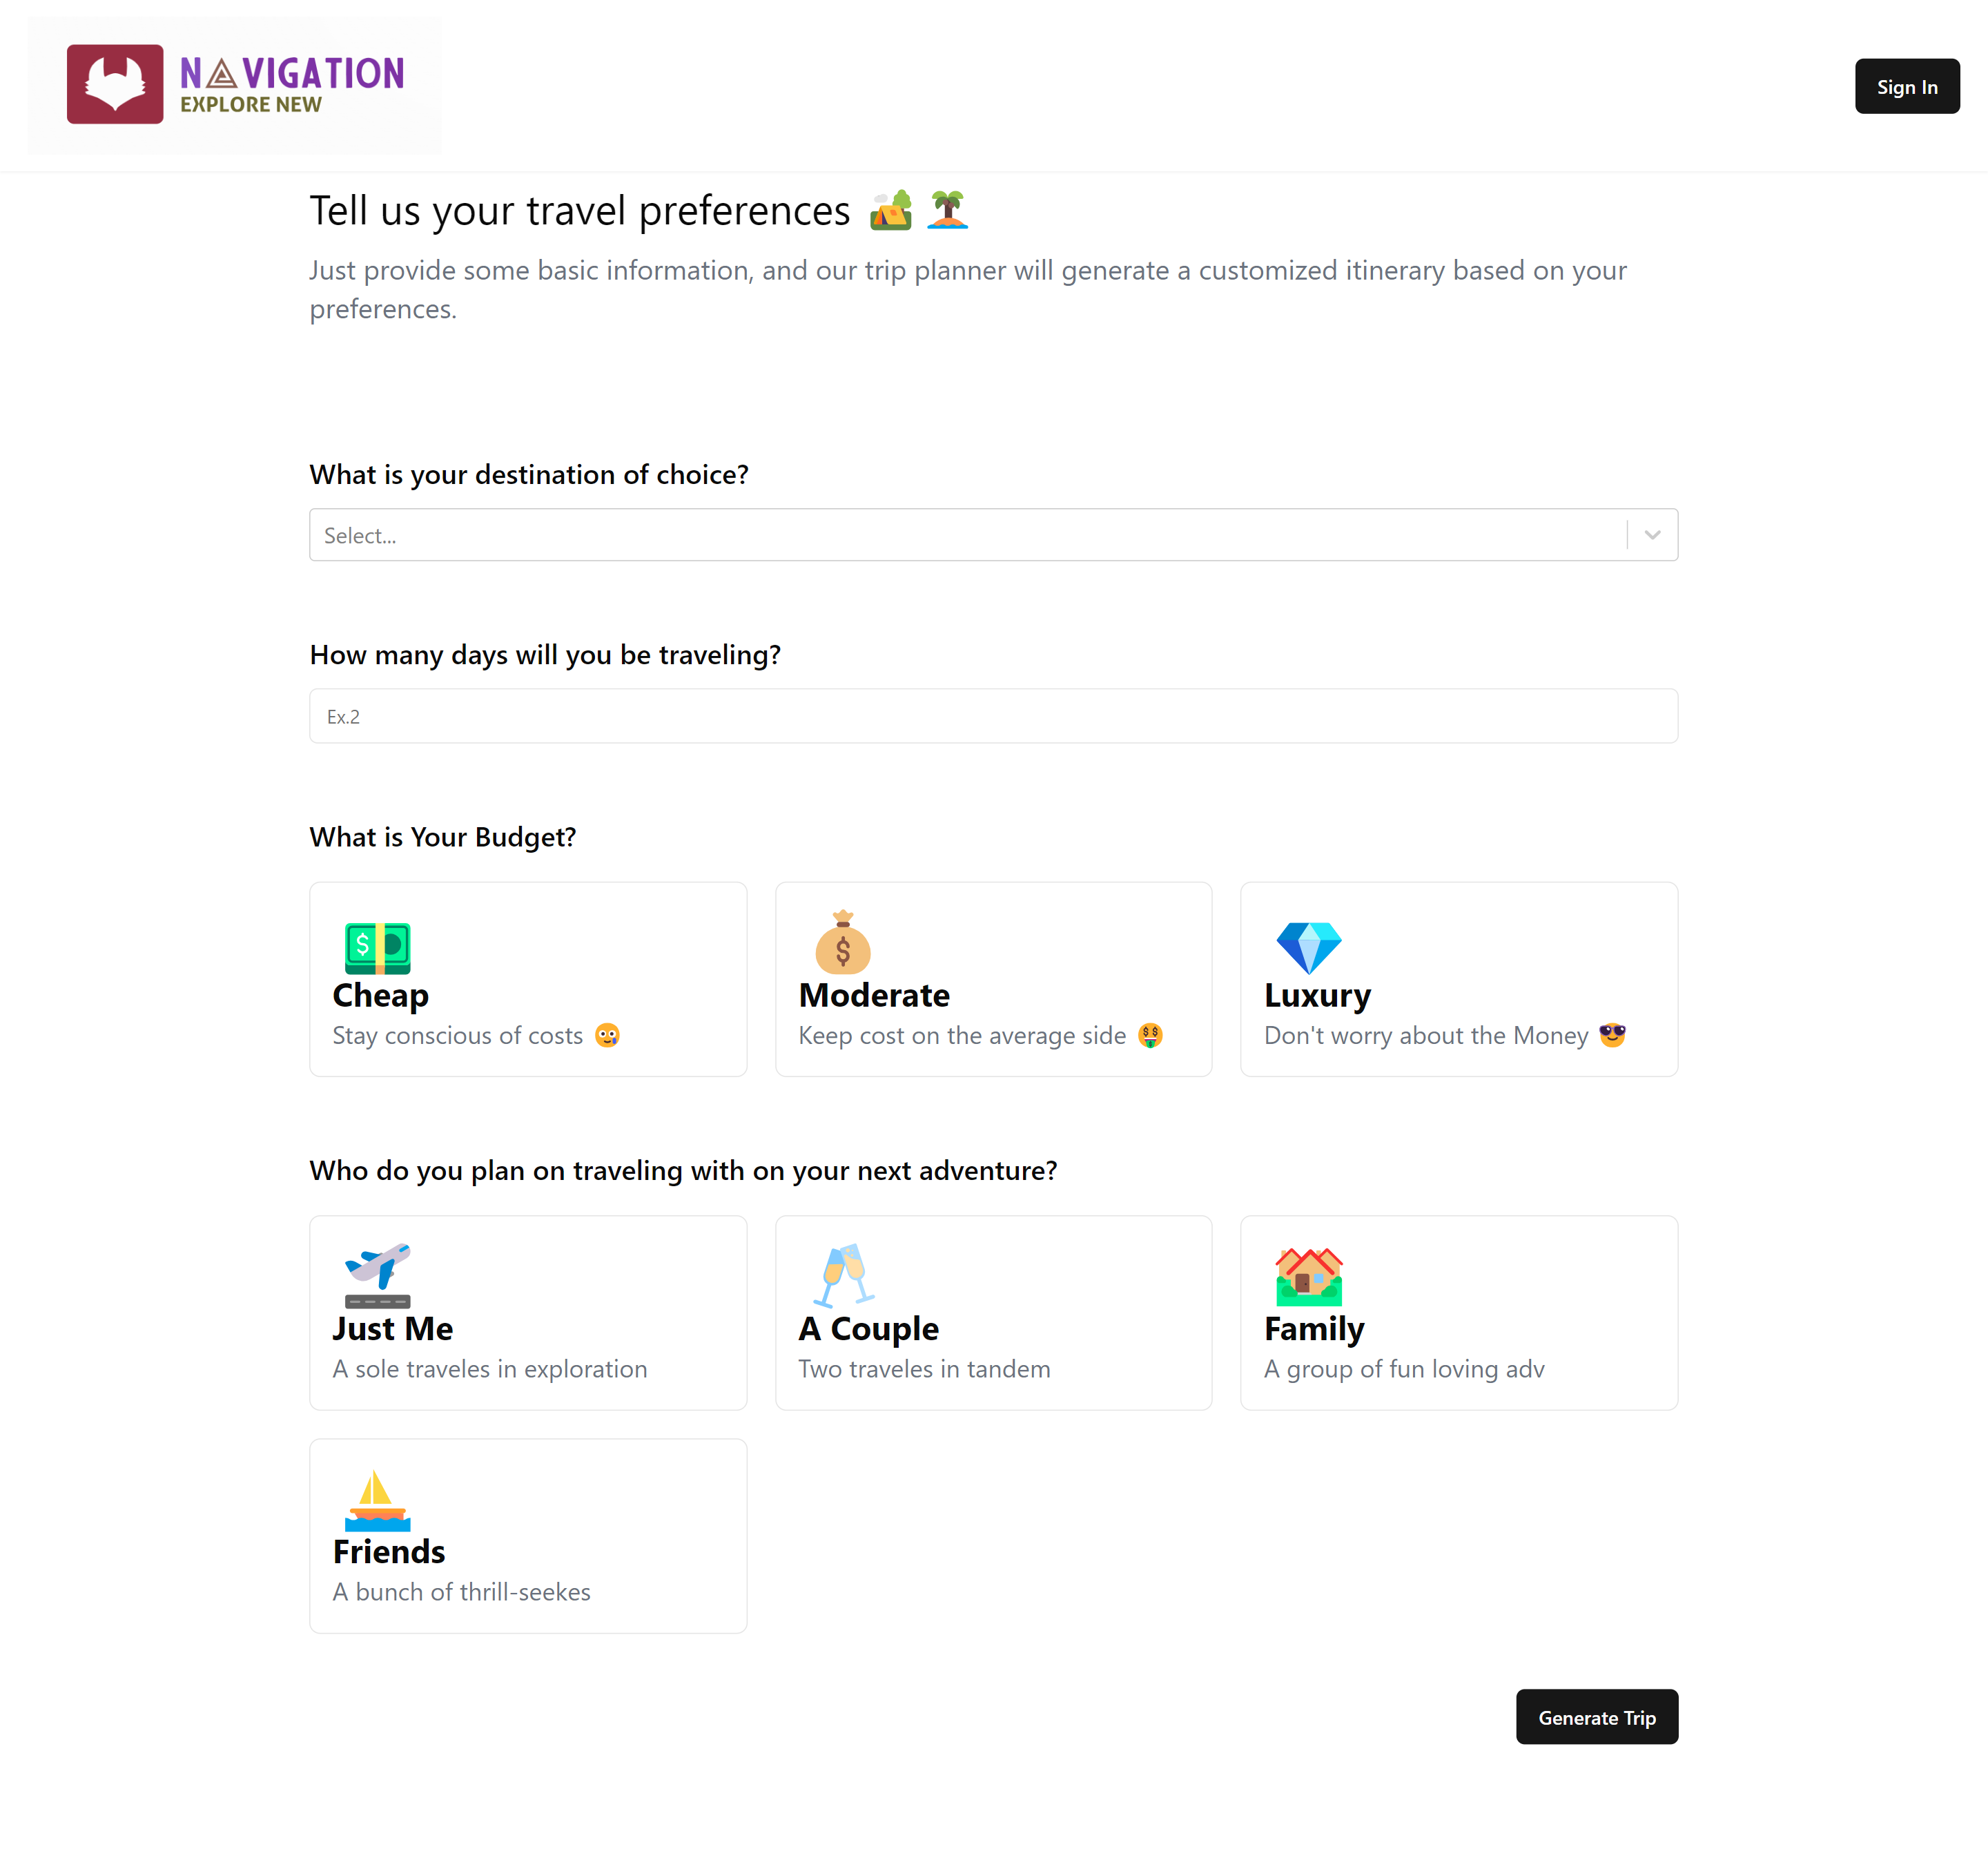 NAVIGATION
EXPLORE NEW
Sign In
Tell us your travel preferences 🏕️ 🏝️
Just provide some basic information, and our trip planner will generate a customized itinerary based on your
preferences.
What is your destination of choice?
Select...
How many days will you be traveling?
Ex.2
What is Your Budget?
Cheap
Stay conscious of costs 🥲
Moderate
Keep cost on the average side 🤑
Luxury
Don't worry about the Money 😎
Who do you plan on traveling with on your next adventure?
Just Me
A sole traveles in exploration
A Couple
Two traveles in tandem
Family
A group of fun loving adv
Friends
A bunch of thrill-seekes
Generate Trip